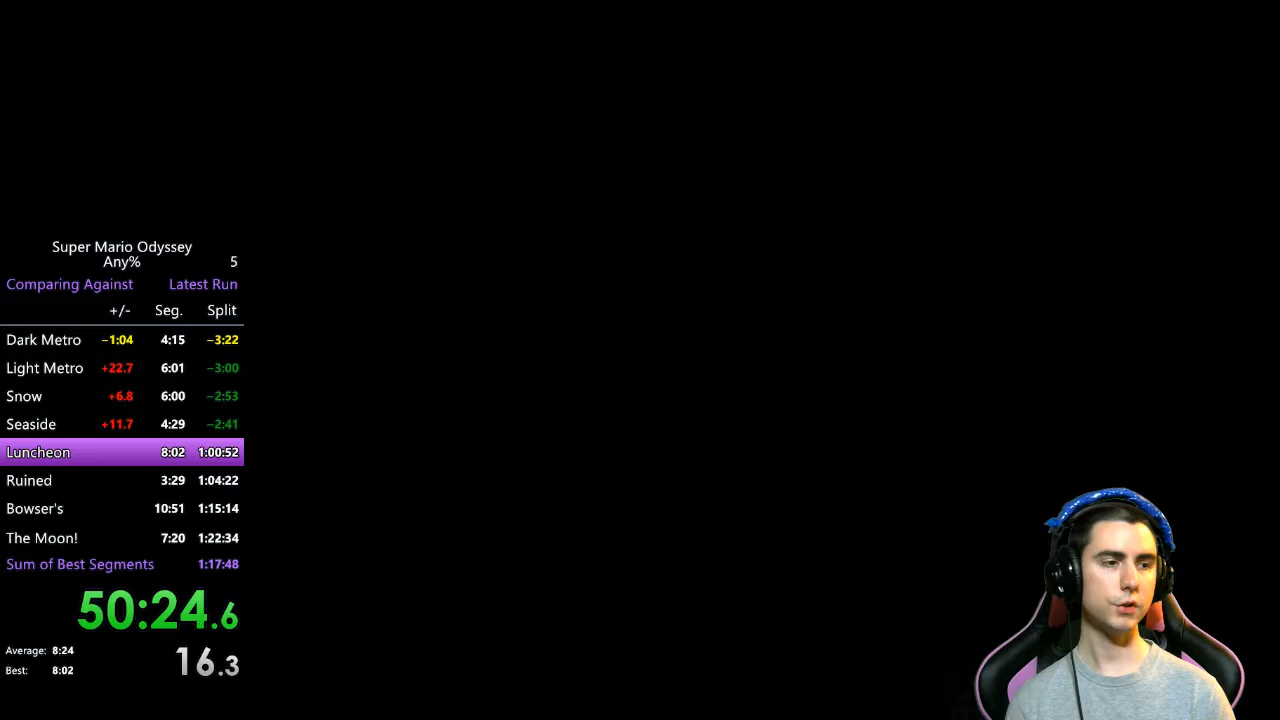 Super Mario Odyssey
Any% 5
Comparing Against Latest Run
+/- Seg. Split
Dark Metro −1:04 4:15 −3:22
Light Metro +22.7 6:01 −3:00
Snow +6.8 6:00 −2:53
Seaside +11.7 4:29 −2:41
Luncheon 8:02 1:00:52
Ruined 3:29 1:04:22
Bowser's 10:51 1:15:14
The Moon! 7:20 1:22:34
Sum of Best Segments 1:17:48
50:24.6
Average: 8:24
Best: 8:02
16.3